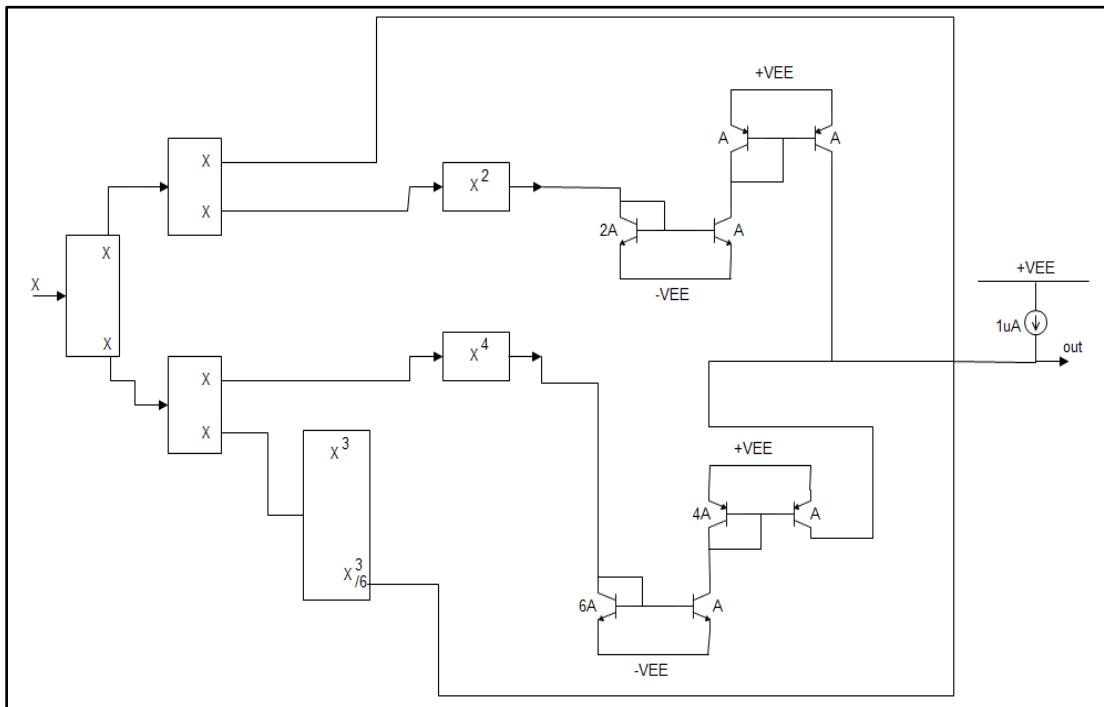 +VEE
A
A
X
X
X²
2A
A
-VEE
X
X
X
+VEE
1uA
out
X⁴
X
X
X³
X³/6
+VEE
4A
A
6A
A
-VEE